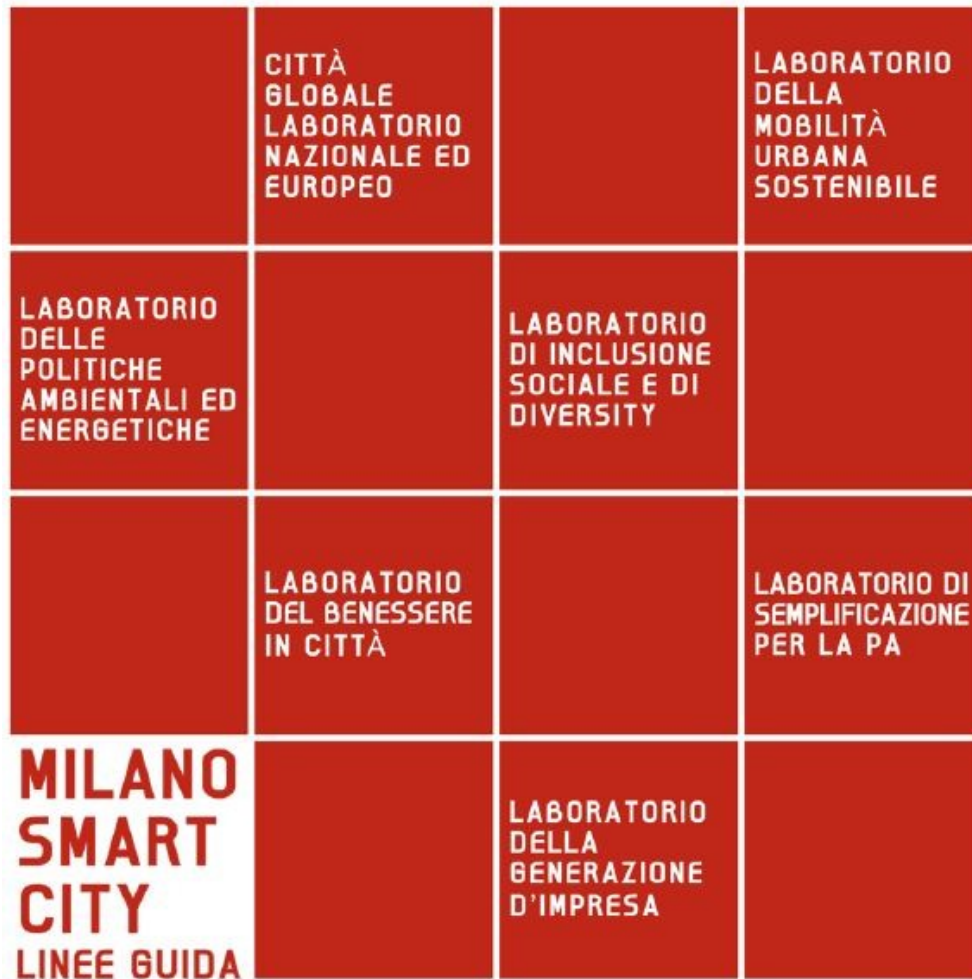 CITTÀ
GLOBALE
LABORATORIO
NAZIONALE ED
EUROPEO
LABORATORIO
DELLA
MOBILITÀ
URBANA
SOSTENIBILE
LABORATORIO
DELLE
POLITICHE
AMBIENTALI ED
ENERGETICHE
LABORATORIO
DI INCLUSIONE
SOCIALE E DI
DIVERSITY
LABORATORIO
DEL BENESSERE
IN CITTÀ
LABORATORIO DI
SEMPLIFICAZIONE
PER LA PA
MILANO
SMART
CITY
LINEE GUIDA
LABORATORIO
DELLA
GENERAZIONE
D'IMPRESA